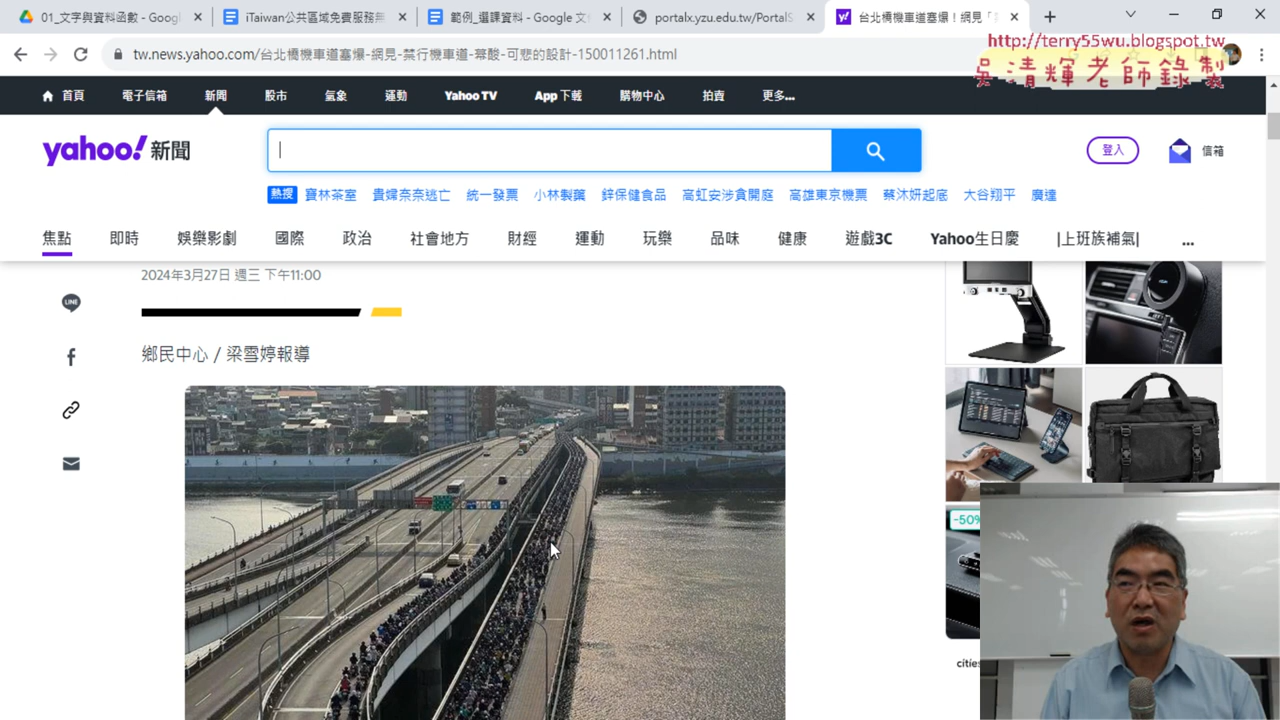 01_文字與資料函數 - Googl
iTaiwan公共區域免費服務無
範例_選課資料 - Google 文
portalx.yzu.edu.tw/PortalS
台北橋機車道塞爆！網見「
tw.news.yahoo.com/台北橋機車道塞爆-網見-禁行機車道-華酸-可悲的設計-150011261.html
http://terry55wu.blogspot.tw
吳清輝老師錄製
首頁
電子信箱
新聞
股市
氣象
運動
Yahoo TV
App 下載
購物中心
拍賣
更多...
yahoo! 新聞
登入
信箱
熱搜
寶林茶室
貴婦奈奈逃亡
統一發票
小林製藥
鋅保健食品
高虹安涉貪開庭
高雄東京機票
蔡沐妍起底
大谷翔平
廣達
焦點
即時
娛樂影劇
國際
政治
社會地方
財經
運動
玩樂
品味
健康
遊戲3C
Yahoo生日慶
|上班族補氣|
...
2024年3月27日 週三 下午11:00
LINE
鄉民中心 / 梁雪婷報導
-50%
cities